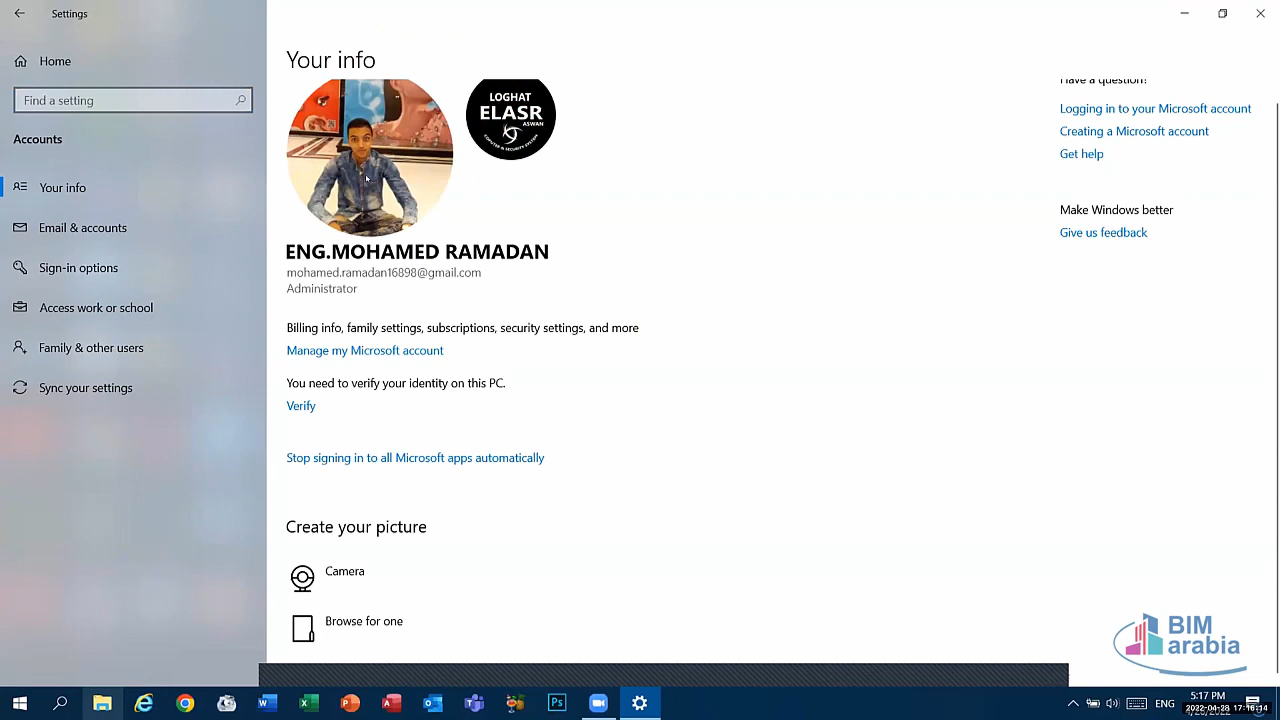 Settings
Home
Find a setting
Accounts
Your info
Email & accounts
Sign-in options
Access work or school
Family & other users
Sync your settings
Your info
LOGHAT
ELASR
ASWAN
COMPUTER & SECURITY SYSTEM
ENG.MOHAMED RAMADAN
mohamed.ramadan16898@gmail.com
Administrator
Billing info, family settings, subscriptions, security settings, and more
Manage my Microsoft account
You need to verify your identity on this PC.
Verify
Stop signing in to all Microsoft apps automatically
Create your picture
Camera
Browse for one
Have a question?
Logging in to your Microsoft account
Creating a Microsoft account
Get help
Make Windows better
Give us feedback
BIM
arabia
ENG
5:17 PM
2022-04-28 17:16:14